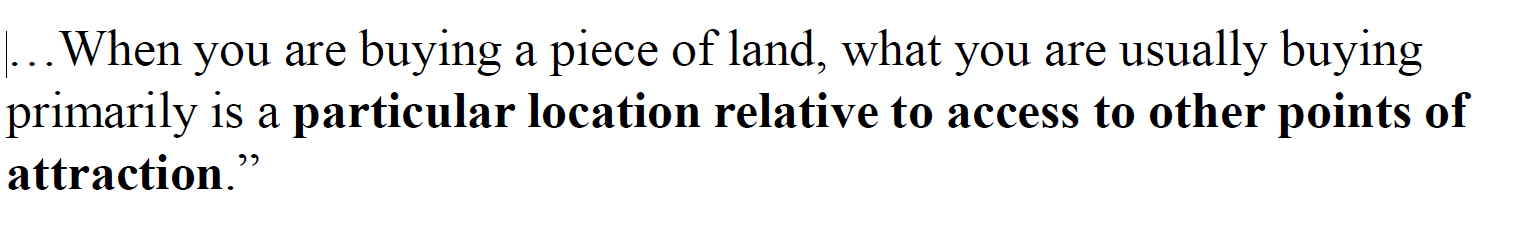 …When you are buying a piece of land, what you are usually buying
primarily is a particular location relative to access to other points of
attraction.”